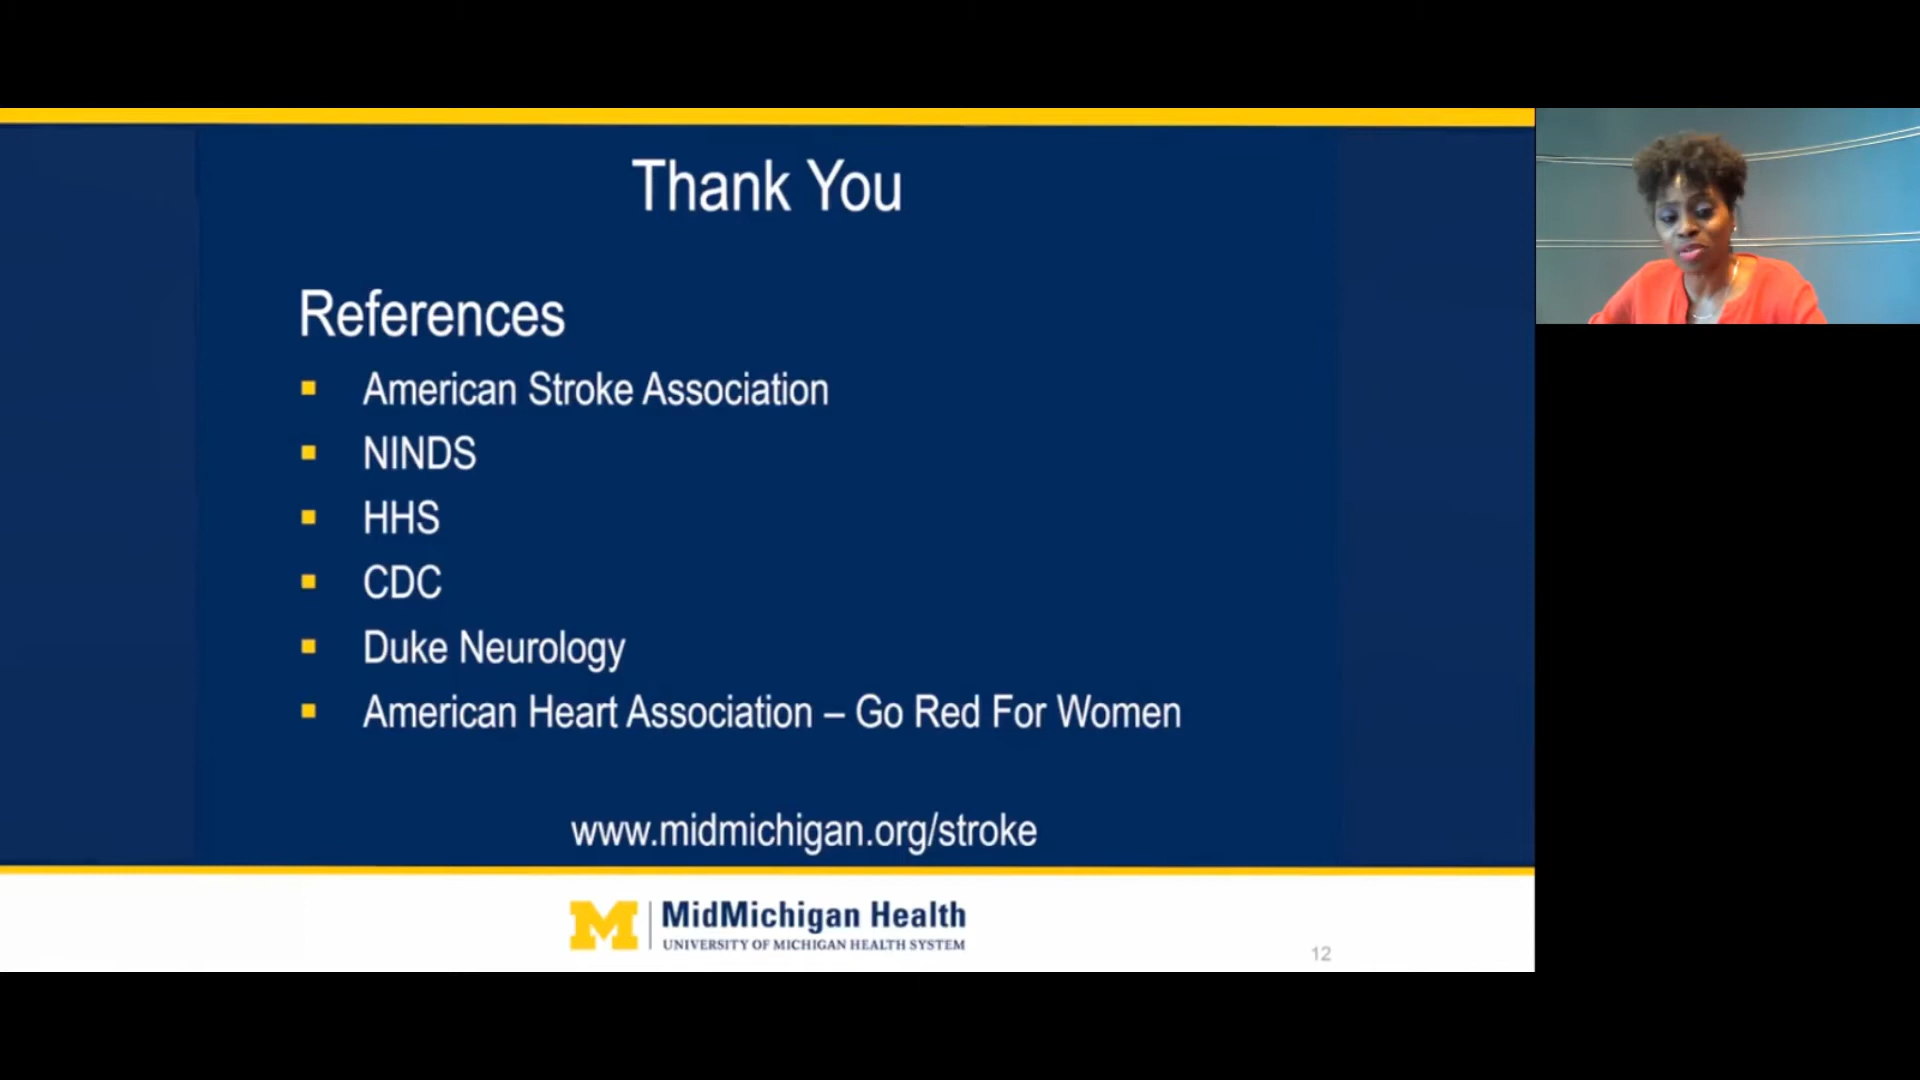 Thank You
References
American Stroke Association
NINDS
HHS
CDC
Duke Neurology
American Heart Association – Go Red For Women
www.midmichigan.org/stroke
M
MidMichigan Health
UNIVERSITY OF MICHIGAN HEALTH SYSTEM
12